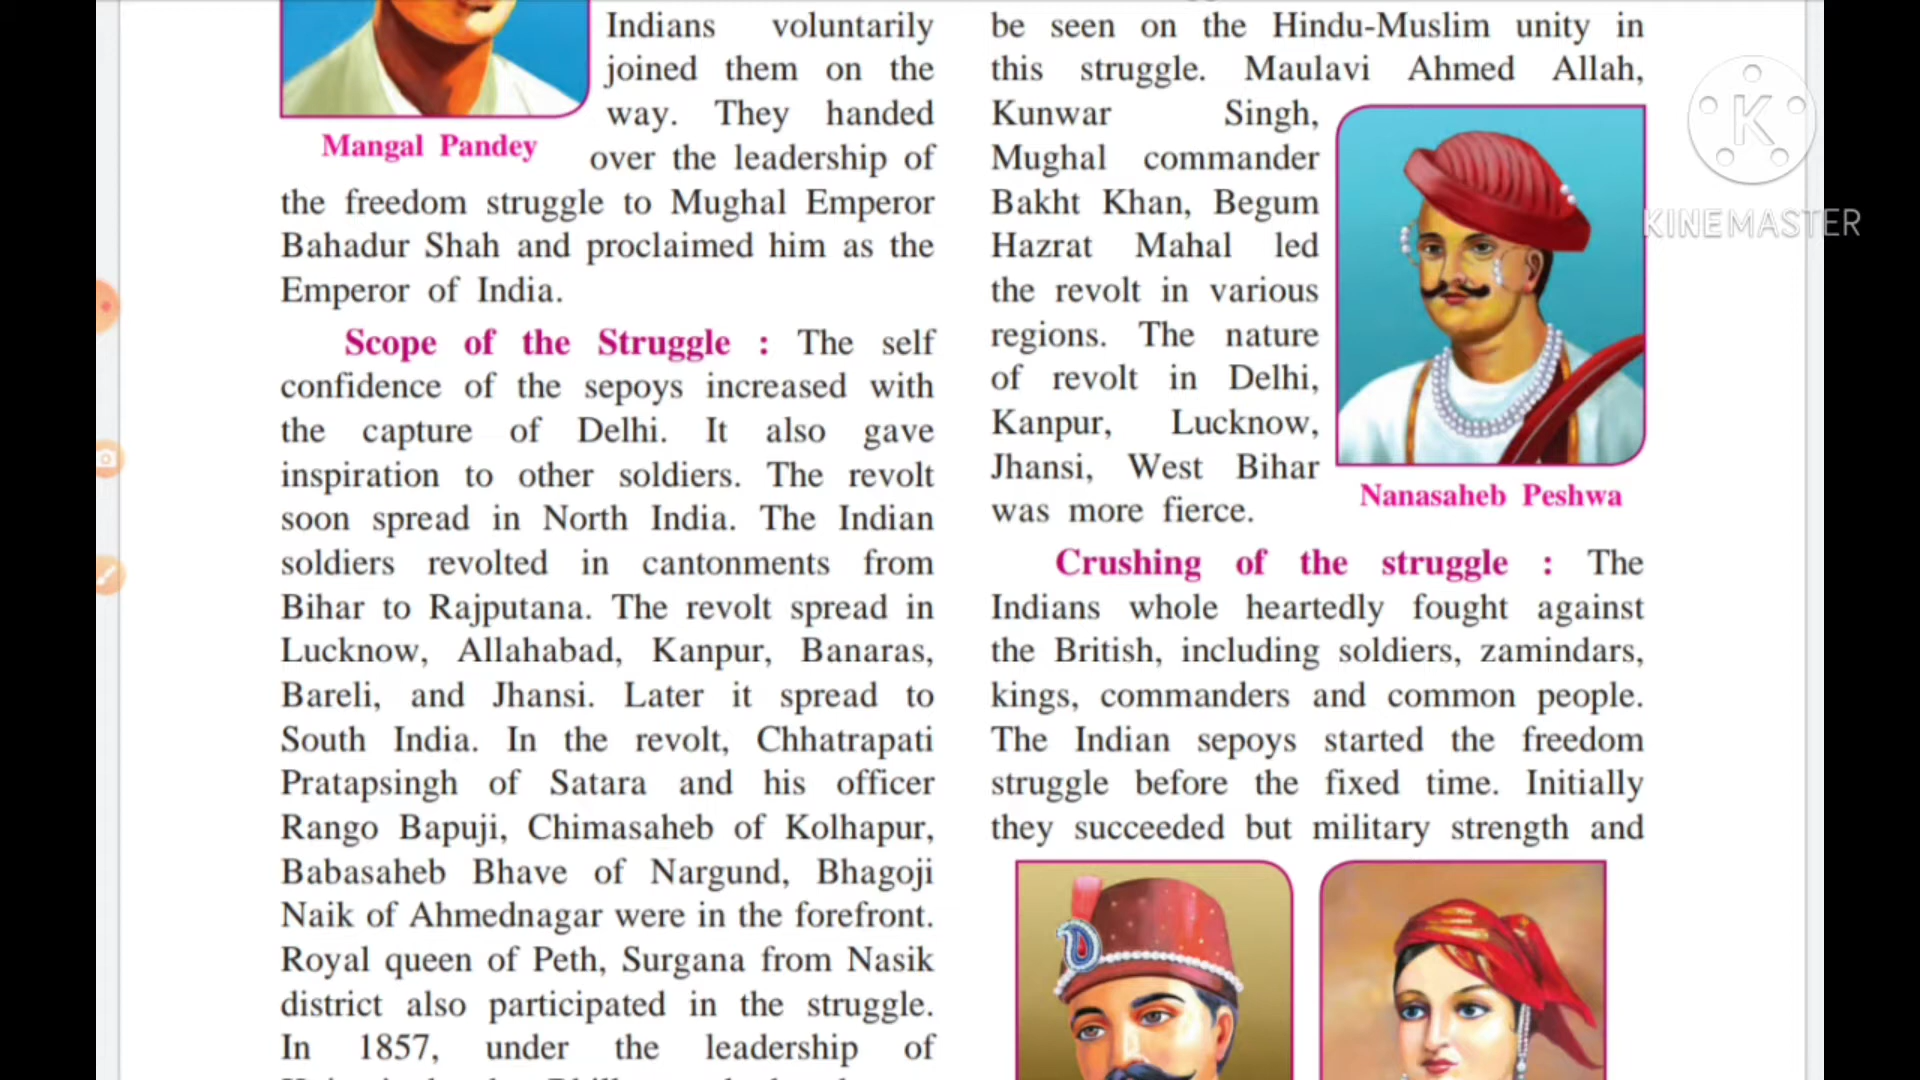 Indians voluntarily
joined them on the
way. They handed
Mangal Pandey
over the leadership of
the freedom struggle to Mughal Emperor
Bahadur Shah and proclaimed him as the
Emperor of India.
Scope of the Struggle : The self
confidence of the sepoys increased with
the capture of Delhi. It also gave
inspiration to other soldiers. The revolt
soon spread in North India. The Indian
soldiers revolted in cantonments from
Bihar to Rajputana. The revolt spread in
Lucknow, Allahabad, Kanpur, Banaras,
Bareli, and Jhansi. Later it spread to
South India. In the revolt, Chhatrapati
Pratapsingh of Satara and his officer
Rango Bapuji, Chimasaheb of Kolhapur,
Babasaheb Bhave of Nargund, Bhagoji
Naik of Ahmednagar were in the forefront.
Royal queen of Peth, Surgana from Nasik
district also participated in the struggle.
In 1857, under the leadership of
be seen on the Hindu-Muslim unity in
this struggle. Maulavi Ahmed Allah,
Kunwar Singh,
Mughal commander
Bakht Khan, Begum
Hazrat Mahal led
the revolt in various
regions. The nature
of revolt in Delhi,
Kanpur, Lucknow,
Jhansi, West Bihar
was more fierce.
Nanasaheb Peshwa
Crushing of the struggle : The
Indians whole heartedly fought against
the British, including soldiers, zamindars,
kings, commanders and common people.
The Indian sepoys started the freedom
struggle before the fixed time. Initially
they succeeded but military strength and
K
KINEMASTER